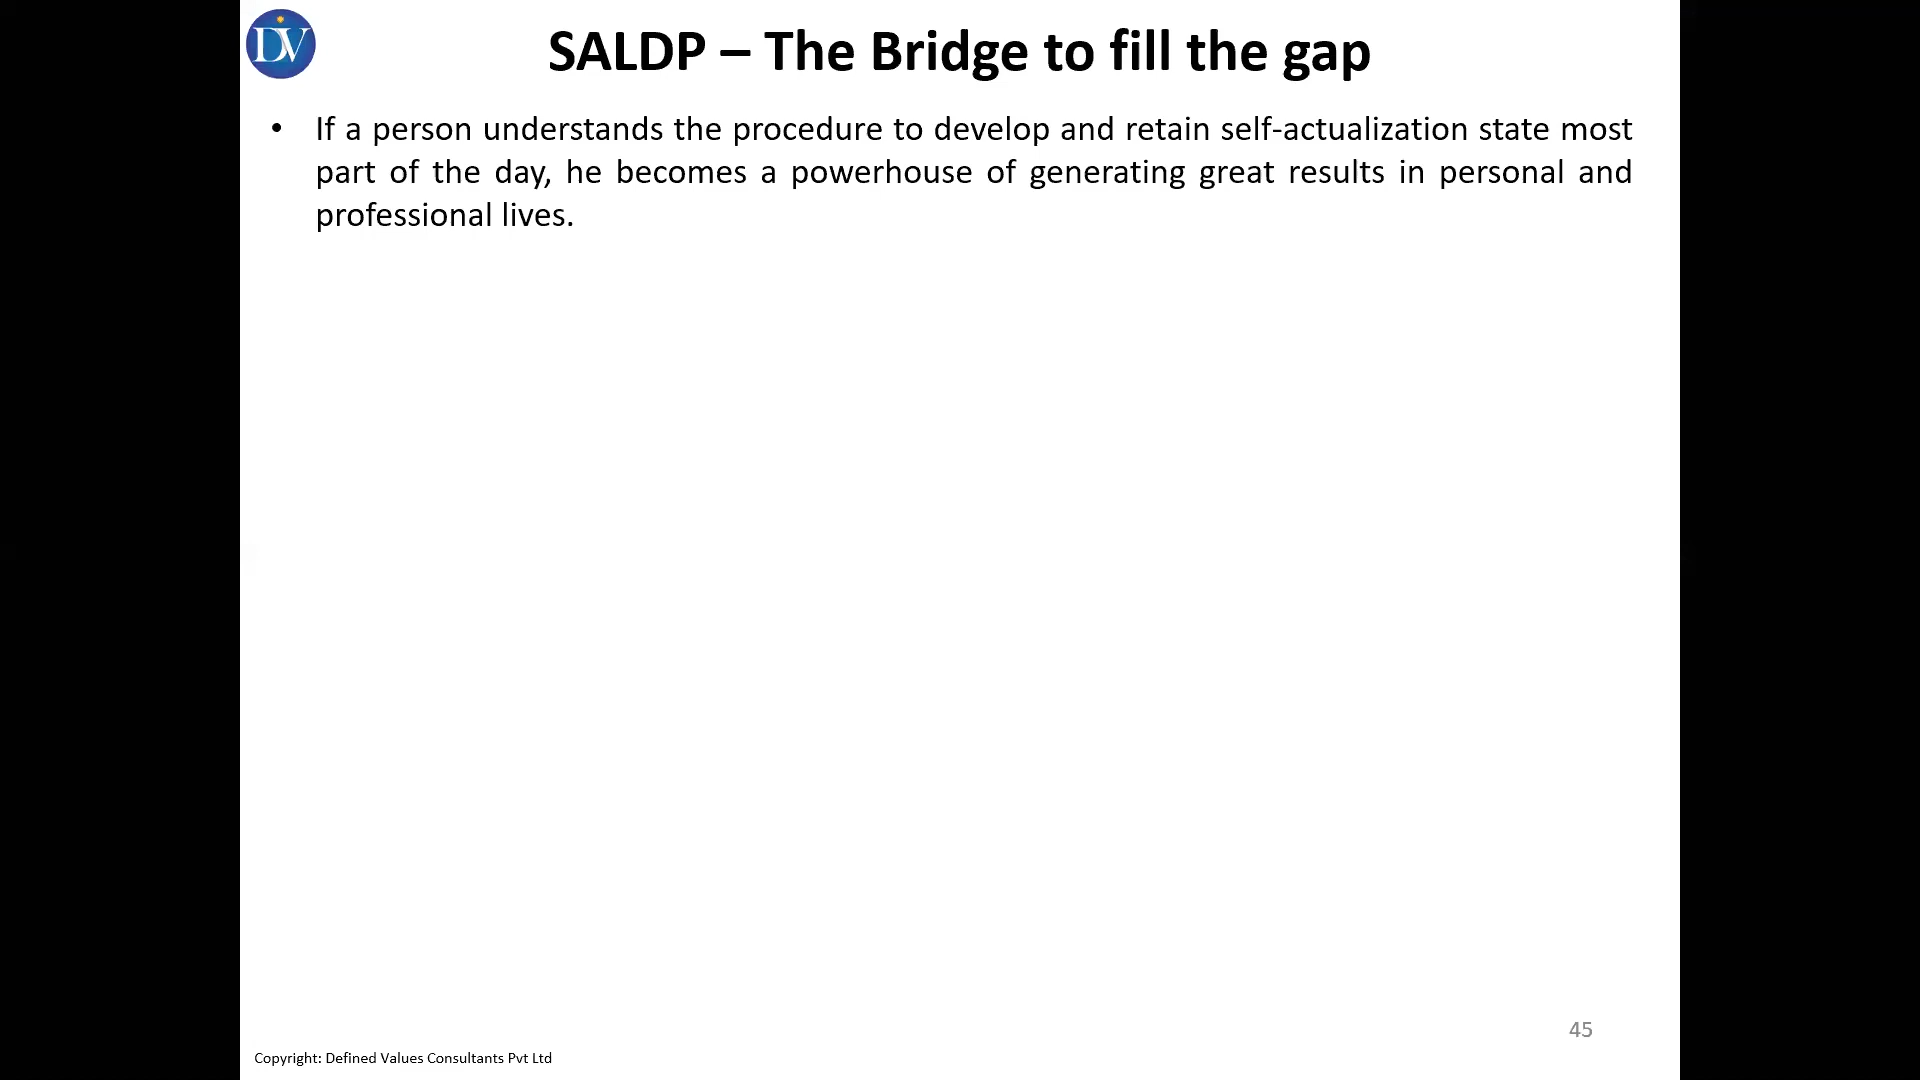 DV
SALDP – The Bridge to fill the gap
• If a person understands the procedure to develop and retain self-actualization state most
part of the day, he becomes a powerhouse of generating great results in personal and
professional lives.
45
Copyright: Defined Values Consultants Pvt Ltd